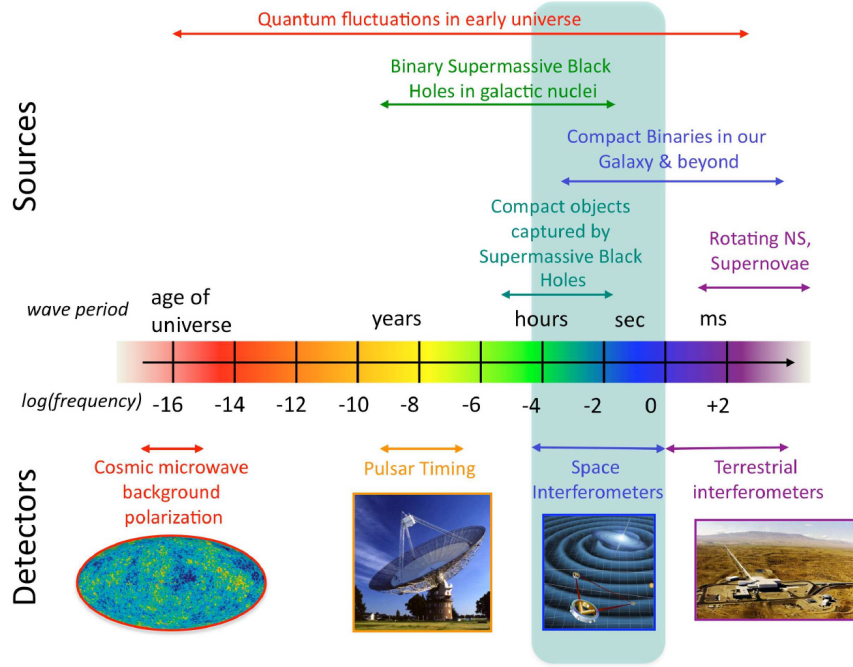 Quantum fluctuations in early universe
Binary Supermassive Black
Holes in galactic nuclei
Compact Binaries in our
Galaxy & beyond
Compact objects
captured by
Supermassive Black
Holes
Rotating NS,
Supernovae
Sources
wave period
age of
universe
years
hours
sec
ms
log(frequency)
-16 -14 -12 -10 -8 -6 -4 -2 0 +2
Detectors
Cosmic microwave
background
polarization
Pulsar Timing
Space
Interferometers
Terrestrial
interferometers